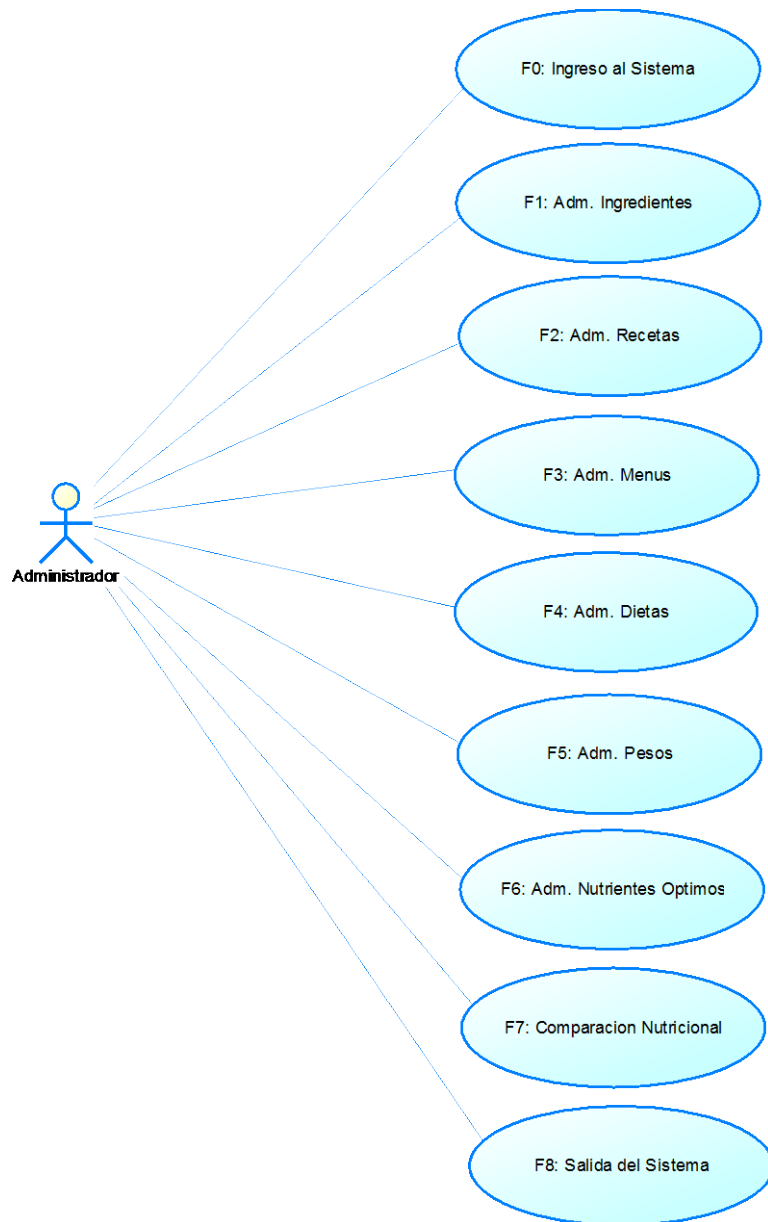 F0: Ingreso al Sistema
F1: Adm. Ingredientes
F2: Adm. Recetas
F3: Adm. Menus
Administrador
F4: Adm. Dietas
F5: Adm. Pesos
F6: Adm. Nutrientes Optimos
F7: Comparacion Nutricional
F8: Salida del Sistema